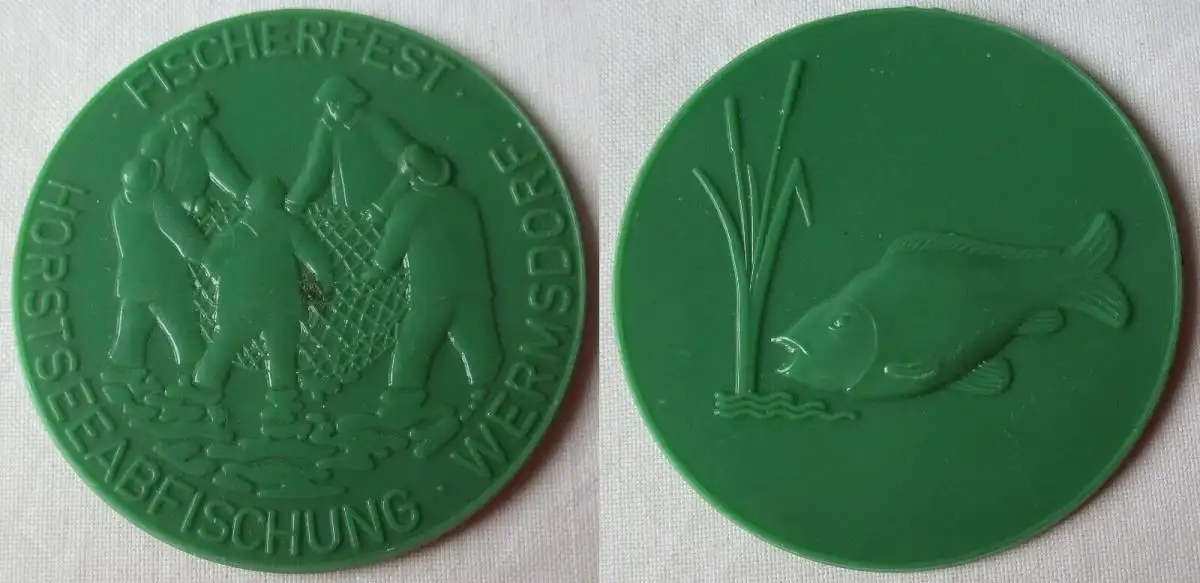 · FISCHERFEST ·
HORSTSEEABFISCHUNG · WERMSDORF